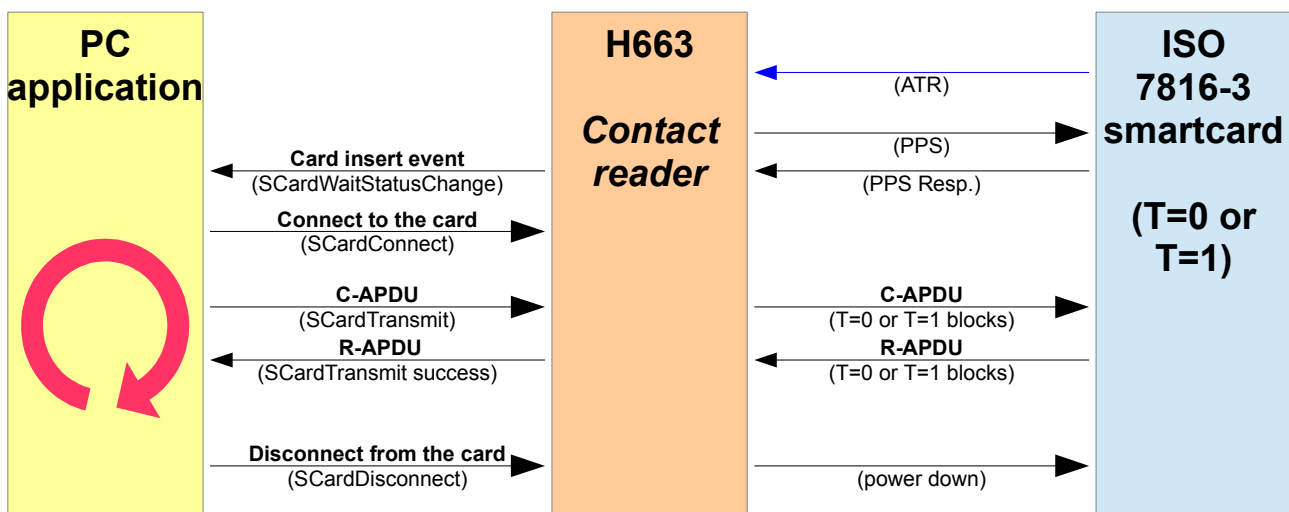 PC
application
H663
Contact
reader
ISO
7816-3
smartcard
(T=0 or
T=1)
(ATR)
(PPS)
Card insert event
(SCardWaitStatusChange)
(PPS Resp.)
Connect to the card
(SCardConnect)
C-APDU
(SCardTransmit)
C-APDU
(T=0 or T=1 blocks)
R-APDU
(SCardTransmit success)
R-APDU
(T=0 or T=1 blocks)
Disconnect from the card
(SCardDisconnect)
(power down)